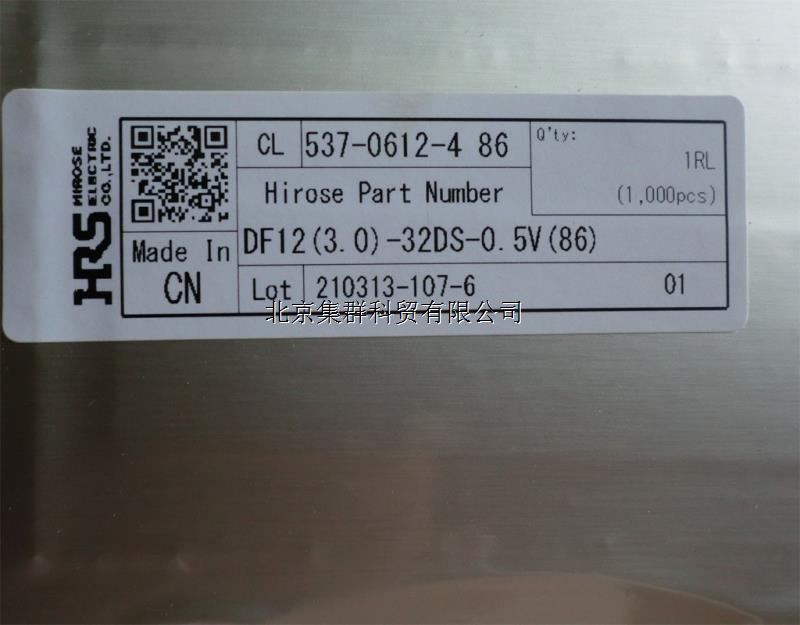 HRS
HIROSE
ELECTRIC
CO.,LTD.
CL 537-0612-4 86
Q'ty:
1RL
(1,000pcs)
Hirose Part Number
DF12(3.0)-32DS-0.5V(86)
Made In
CN
Lot 210313-107-6 01
北京集群科贸有限公司